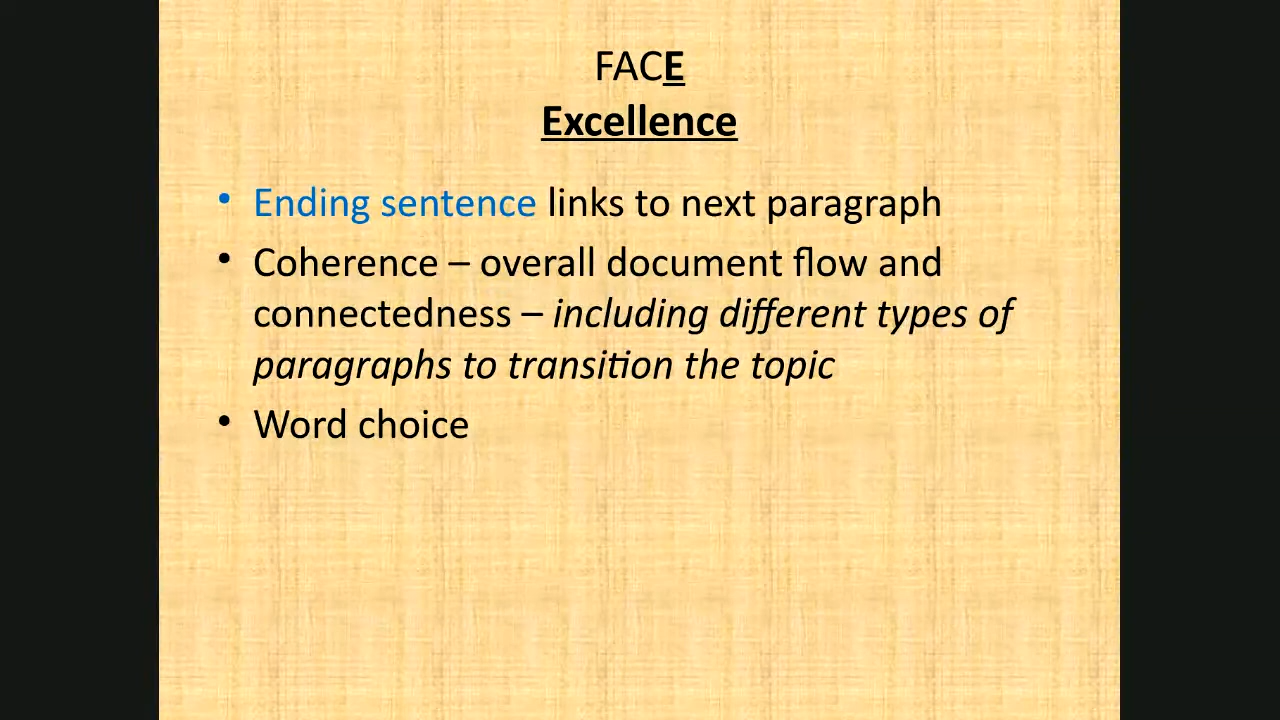 FACE
Excellence
• Ending sentence links to next paragraph
• Coherence – overall document flow and
connectedness – including different types of
paragraphs to transition the topic
• Word choice